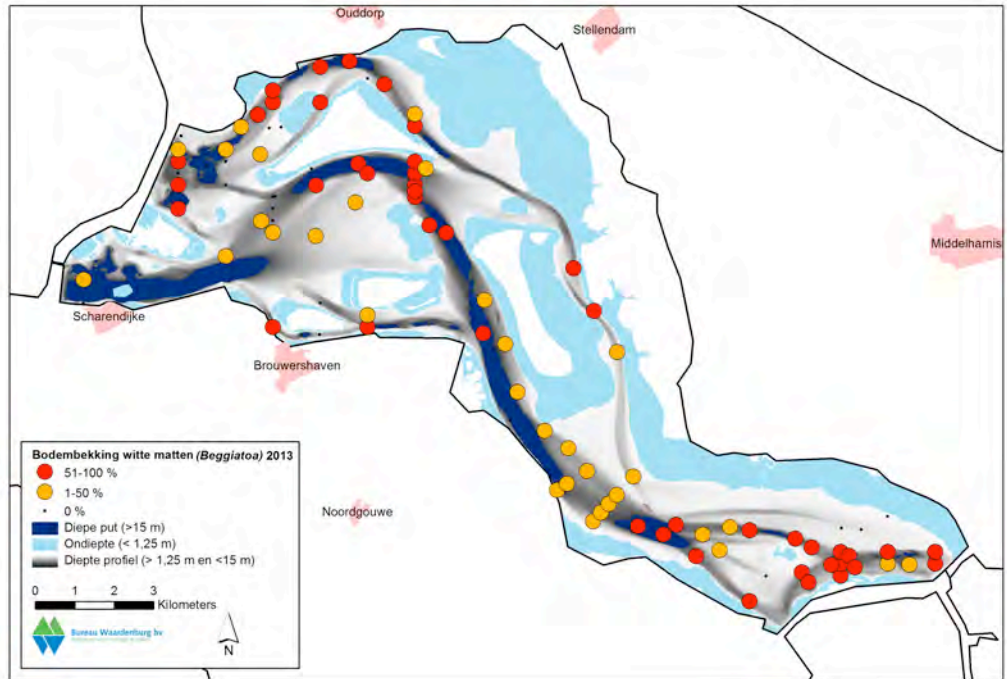 Ouddorp
Stellendam
Middelharnis
Scharendijke
Brouwershaven
Noordgouwe
Bodembekking witte matten (Beggiatoa) 2013
51-100 %
1-50 %
0 %
Diepe put (>15 m)
Ondiepte (< 1,25 m)
Diepte profiel (> 1,25 m en <15 m)
0 1 2 3
Kilometers
Bureau Waardenburg bv
N